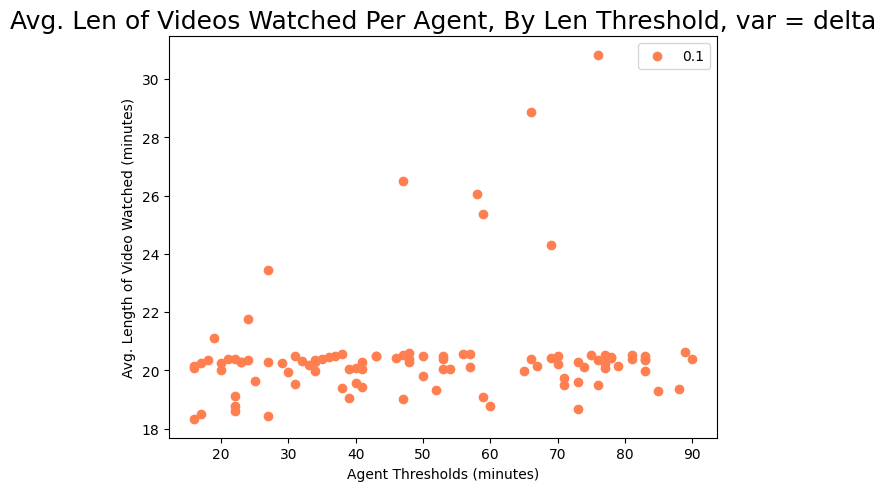 Avg. Len of Videos Watched Per Agent, By Len Threshold, var = delta
0.1
30
28
26
24
22
20
18
Avg. Length of Video Watched (minutes)
20 30 40 50 60 70 80 90
Agent Thresholds (minutes)